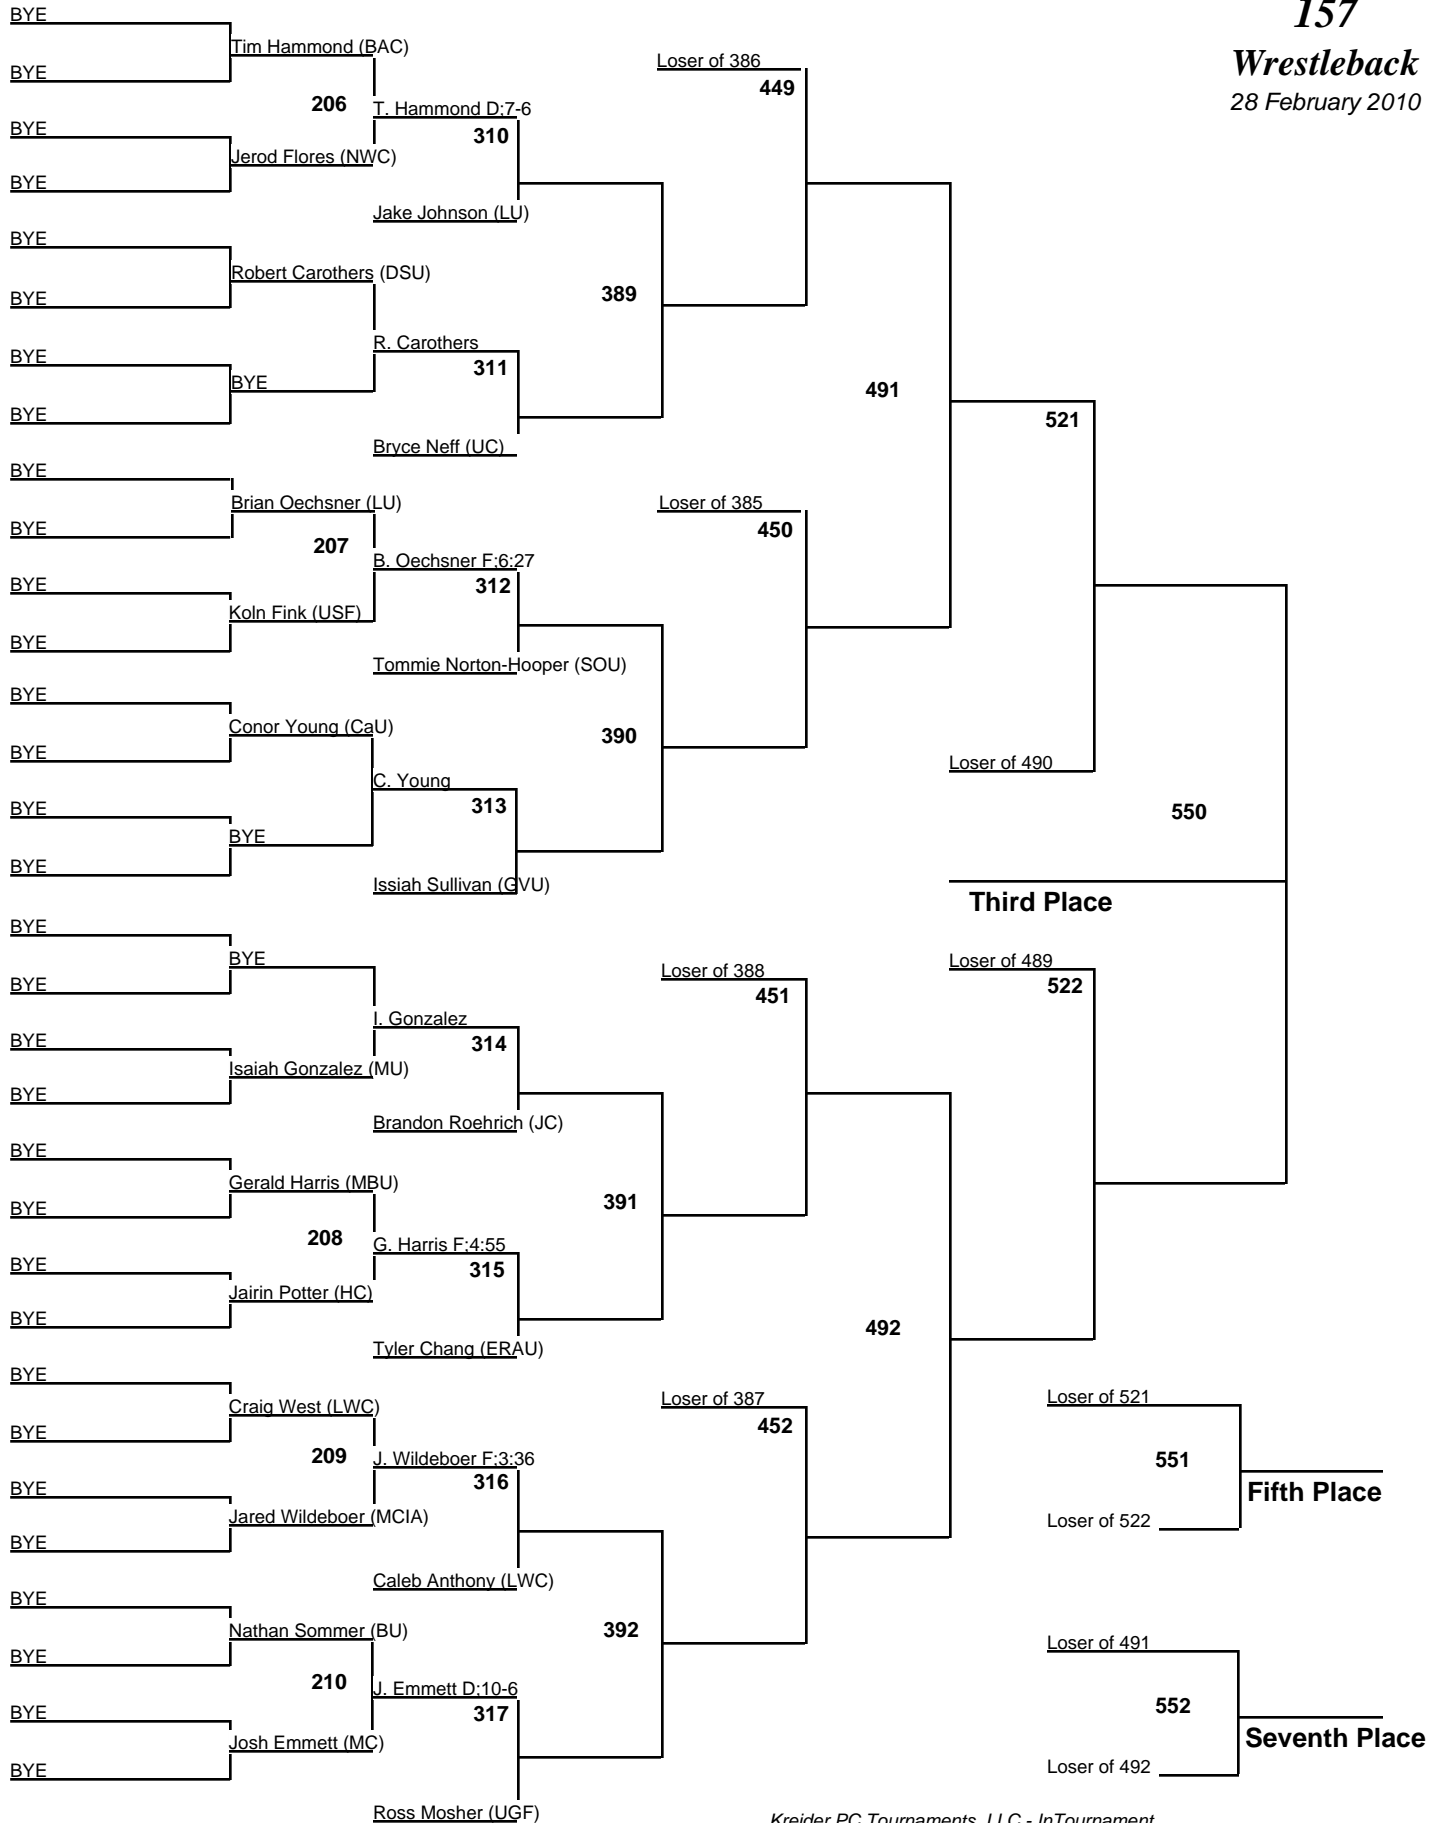 157
Wrestleback
28 February 2010
BYE
Tim Hammond (BAC)
BYE
206
T. Hammond D;7-6
310
BYE
Jerod Flores (NWC)
BYE
Jake Johnson (LU)
Loser of 386
449
BYE
Robert Carothers (DSU)
BYE
389
R. Carothers
311
BYE
BYE
BYE
Bryce Neff (UC)
491
521
BYE
Brian Oechsner (LU)
BYE
207
B. Oechsner F;6:27
312
BYE
Koln Fink (USF)
BYE
Tommie Norton-Hooper (SOU)
Loser of 385
450
BYE
Conor Young (CaU)
BYE
390
C. Young
313
BYE
BYE
BYE
Issiah Sullivan (GVU)
Loser of 490
550
Third Place
BYE
BYE
BYE
I. Gonzalez
314
BYE
Isaiah Gonzalez (MU)
BYE
Brandon Roehrich (JC)
Loser of 388
451
Loser of 489
522
BYE
Gerald Harris (MBU)
BYE
391
208
G. Harris F;4:55
315
BYE
Jairin Potter (HC)
BYE
Tyler Chang (ERAU)
492
BYE
Craig West (LWC)
BYE
209
J. Wildeboer F;3:36
316
BYE
Jared Wildeboer (MCIA)
BYE
Caleb Anthony (LWC)
Loser of 387
452
Loser of 521
551
Fifth Place
Loser of 522
BYE
Nathan Sommer (BU)
BYE
392
210
J. Emmett D;10-6
317
BYE
Josh Emmett (MC)
BYE
Ross Mosher (UGF)
Loser of 491
552
Seventh Place
Loser of 492
Kreider PC Tournaments, LLC - InTournament